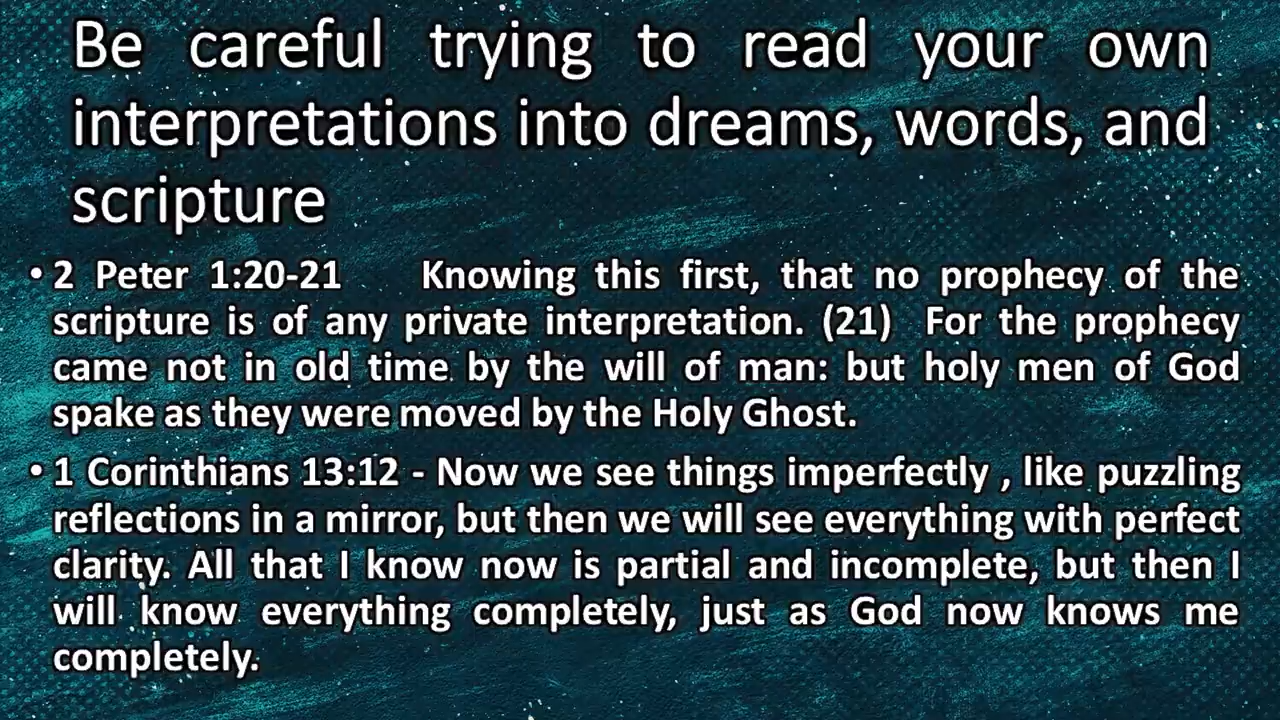 Be careful trying to read your own
interpretations into dreams, words, and
scripture
• 2 Peter 1:20-21 Knowing this first, that no prophecy of the
scripture is of any private interpretation. (21) For the prophecy
came not in old time by the will of man: but holy men of God
spake as they were moved by the Holy Ghost.
• 1 Corinthians 13:12 - Now we see things imperfectly , like puzzling
reflections in a mirror, but then we will see everything with perfect
clarity. All that I know now is partial and incomplete, but then I
will know everything completely, just as God now knows me
completely.